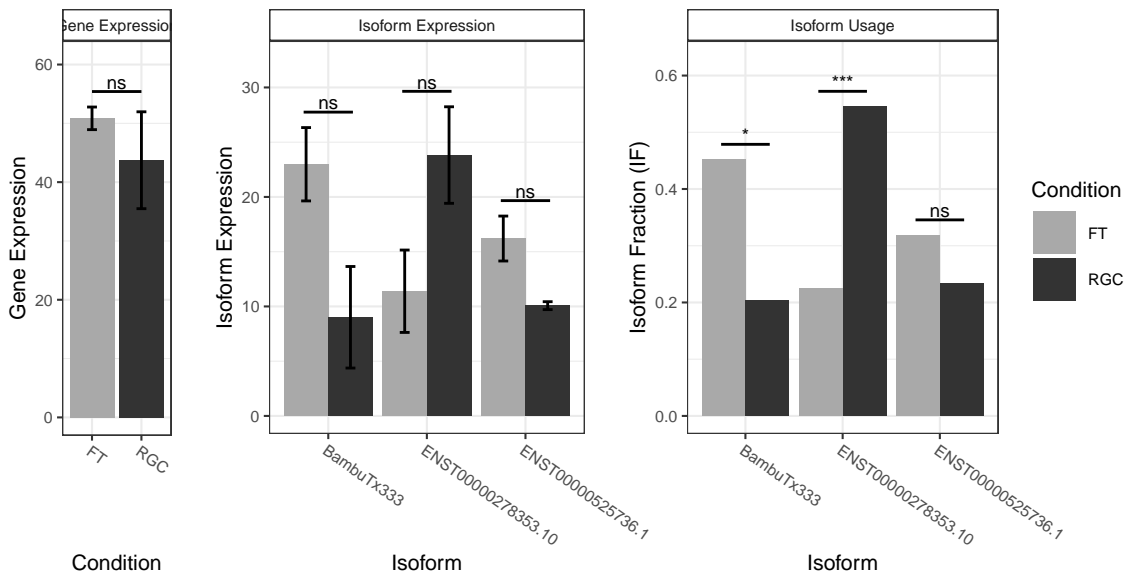 Gene Expression
Isoform Expression
Isoform Usage
Gene Expression
60
40
20
0
ns
FT
RGC
Condition
Isoform Expression
30
20
10
0
ns
ns
ns
BambuTx333
ENST00000278353.10
ENST00000525736.1
Isoform
Isoform Fraction (IF)
0.6
0.4
0.2
0.0
*
***
ns
BambuTx333
ENST00000278353.10
ENST00000525736.1
Isoform
Condition
FT
RGC